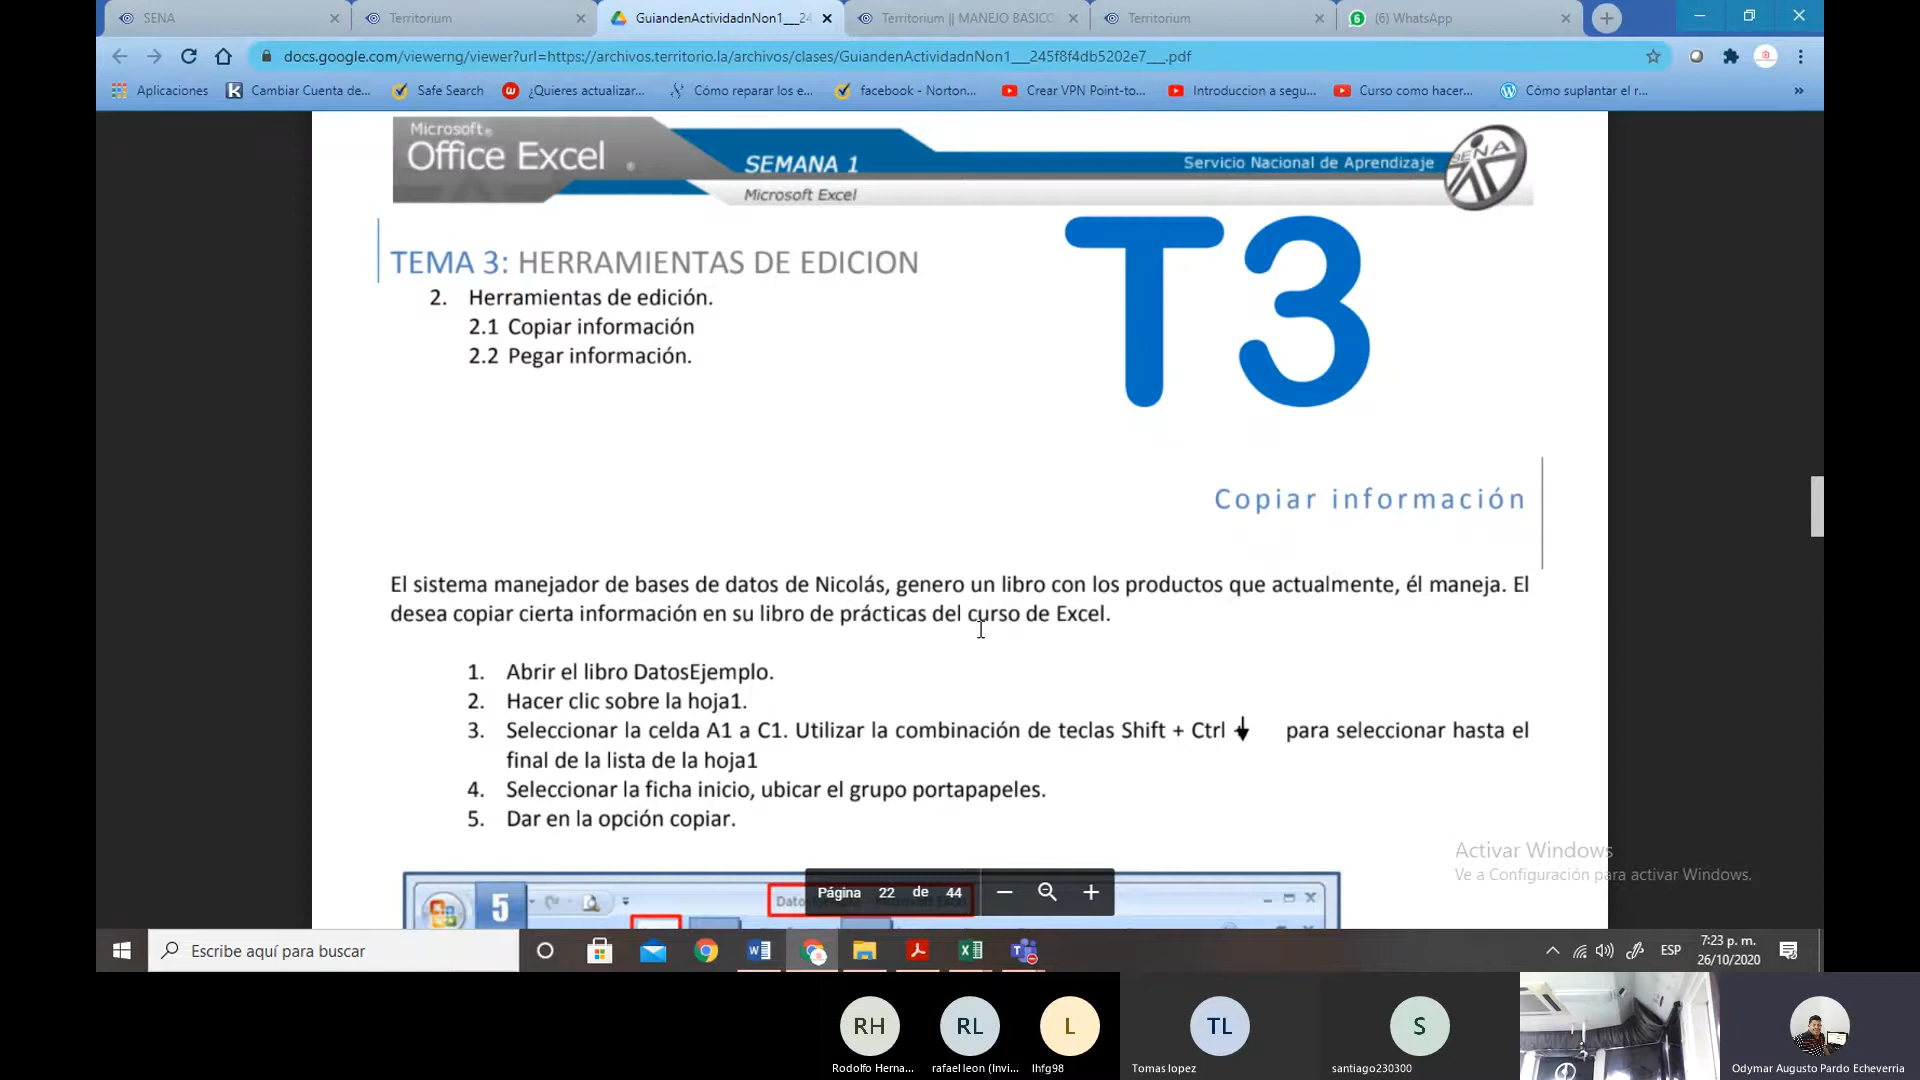 SENA
Territorium
GuiandenActividadnNon1___24
Territorium || MANEJO BASICO
Territorium
(6) WhatsApp
docs.google.com/viewerng/viewer?url=https://archivos.territorio.la/archivos/clases/GuiandenActividadnNon1___245f8f4db5202e7___.pdf
Aplicaciones
Cambiar Cuenta de...
Safe Search
¿Quieres actualizar...
Cómo reparar los e...
facebook - Norton...
Crear VPN Point-to...
Introduccion a segu...
Curso como hacer...
Cómo suplantar el r...
Microsoft®
Office Excel ®
SEMANA 1
Microsoft Excel
Servicio Nacional de Aprendizaje
SENA
TEMA 3: HERRAMIENTAS DE EDICION
T3
2. Herramientas de edición.
2.1 Copiar información
2.2 Pegar información.
Copiar información
El sistema manejador de bases de datos de Nicolás, genero un libro con los productos que actualmente, él maneja. El
desea copiar cierta información en su libro de prácticas del curso de Excel.
1. Abrir el libro DatosEjemplo.
2. Hacer clic sobre la hoja1.
3. Seleccionar la celda A1 a C1. Utilizar la combinación de teclas Shift + Ctrl + para seleccionar hasta el
final de la lista de la hoja1
4. Seleccionar la ficha inicio, ubicar el grupo portapapeles.
5. Dar en la opción copiar.
Activar Windows
Ve a Configuración para activar Windows.
5
Página 22 de 44
Escribe aquí para buscar
ESP
7:23 p. m.
26/10/2020
RH
RL
L
TL
S
Rodolfo Herna...
rafael leon (Invi...
lhfg98
Tomas lopez
santiago230300
Odymar Augusto Pardo Echeverria